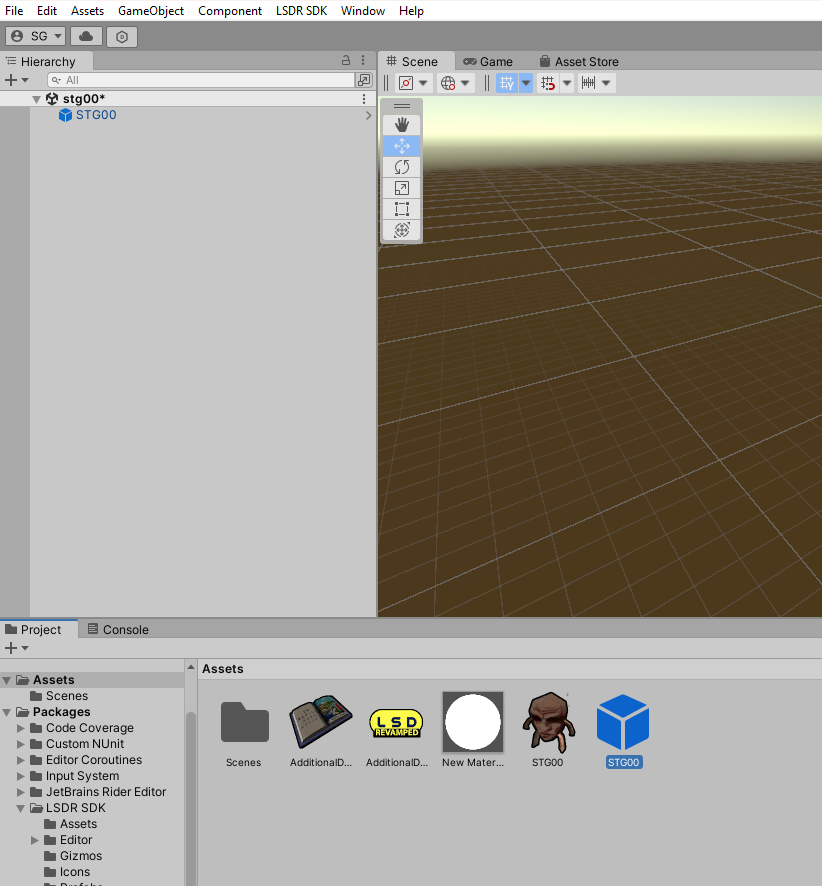 File Edit Assets GameObject Component LSDR SDK Window Help
SG
Hierarchy
All
stg00*
STG00
Scene Game Asset Store
Project Console
Assets
Scenes
Packages
Code Coverage
Custom NUnit
Editor Coroutines
Input System
JetBrains Rider Editor
LSDR SDK
Assets
Editor
Gizmos
Icons
Assets
LSD
REVAMPED
Scenes AdditionalD... AdditionalD... New Mater... STG00 STG00